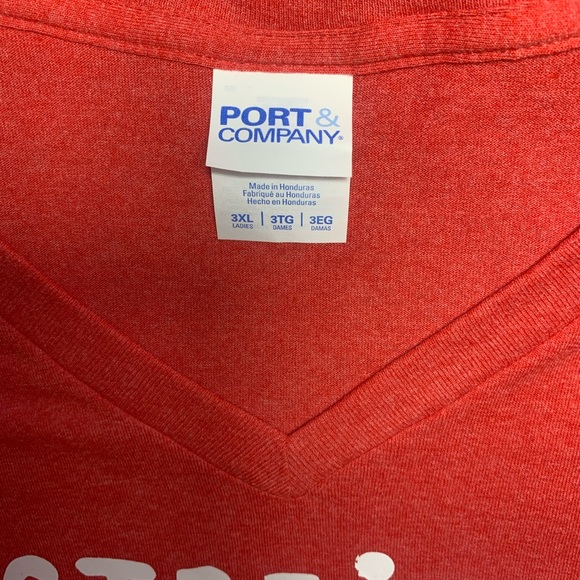 PORT &
COMPANY®
Made in Honduras
Fabriqué au Honduras
Hecho en Honduras
3XL | 3TG | 3EG
LADIES DAMES DAMAS